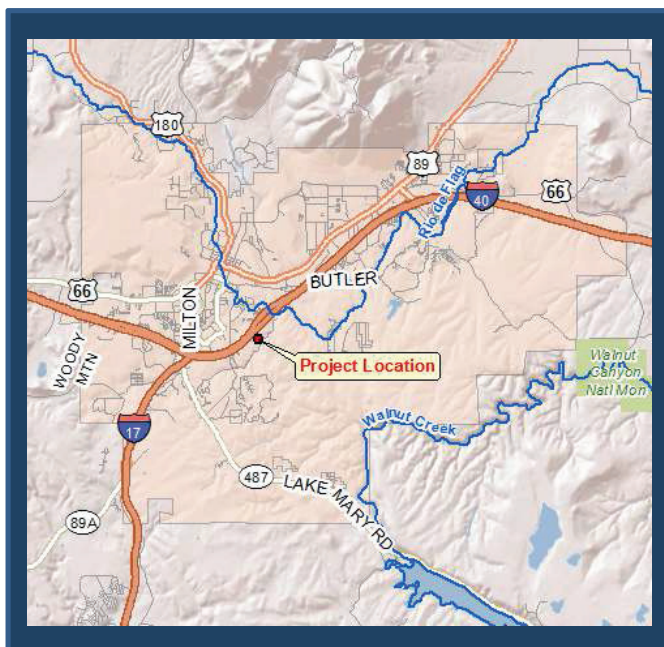 180
89
66
Rio de Flag
40
BUTLER
66
MILTON
WOODY
MTN
Project Location
Walnut
Canyon
Natl Mon
17
Walnut Creek
487
LAKE MARY RD
89A